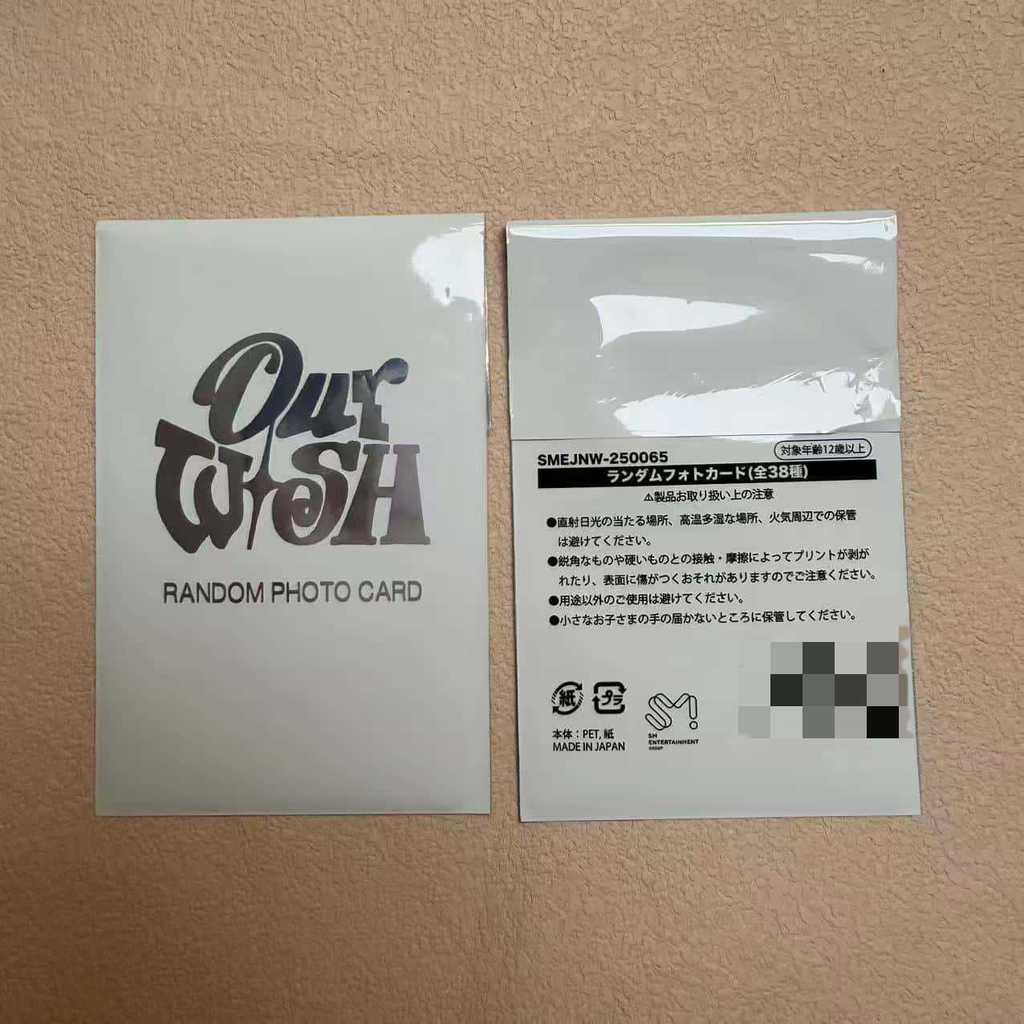 Our
WISH
RANDOM PHOTO CARD
SMEJNW-250065
対象年齢12歳以上
ランダムフォトカード(全38種)
⚠製品お取り扱い上の注意
●直射日光の当たる場所、高温多湿な場所、火気周辺での保管
は避けてください。
●鋭角なものや硬いものとの接触・摩擦によってプリントが剥が
れたり、表面に傷がつくおそれがありますのでご注意ください。
●用途以外のご使用は避けてください。
●小さなお子さまの手の届かないところに保管してください。
紙
プラ
本体：PET, 紙
MADE IN JAPAN
SM!
SM
ENTERTAINMENT
GROUP